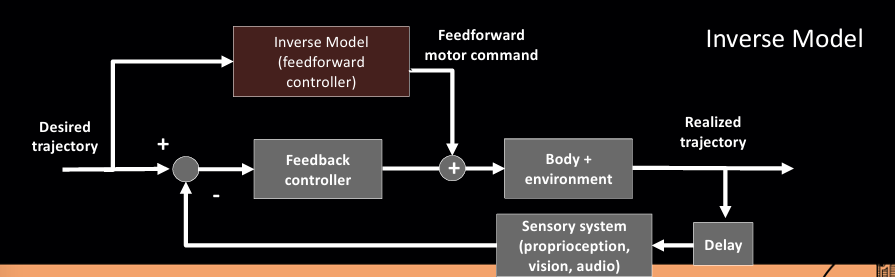 Inverse Model
Inverse Model
(feedforward
controller)
Feedforward
motor command
Desired
trajectory
+
-
Feedback
controller
+
Body +
environment
Realized
trajectory
Sensory system
(proprioception,
vision, audio)
Delay